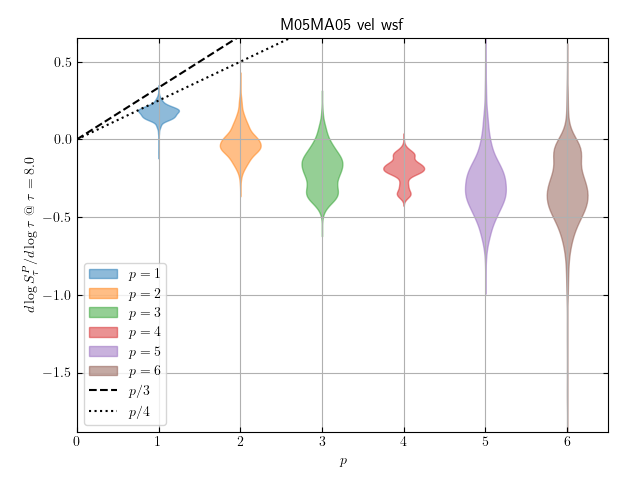 M05MA05 vel wsf
d log S_τ^P / d log τ @ τ = 8.0
0.5
0.0
−0.5
−1.0
−1.5
p = 1
p = 2
p = 3
p = 4
p = 5
p = 6
p/3
p/4
0 1 2 3 4 5 6
p